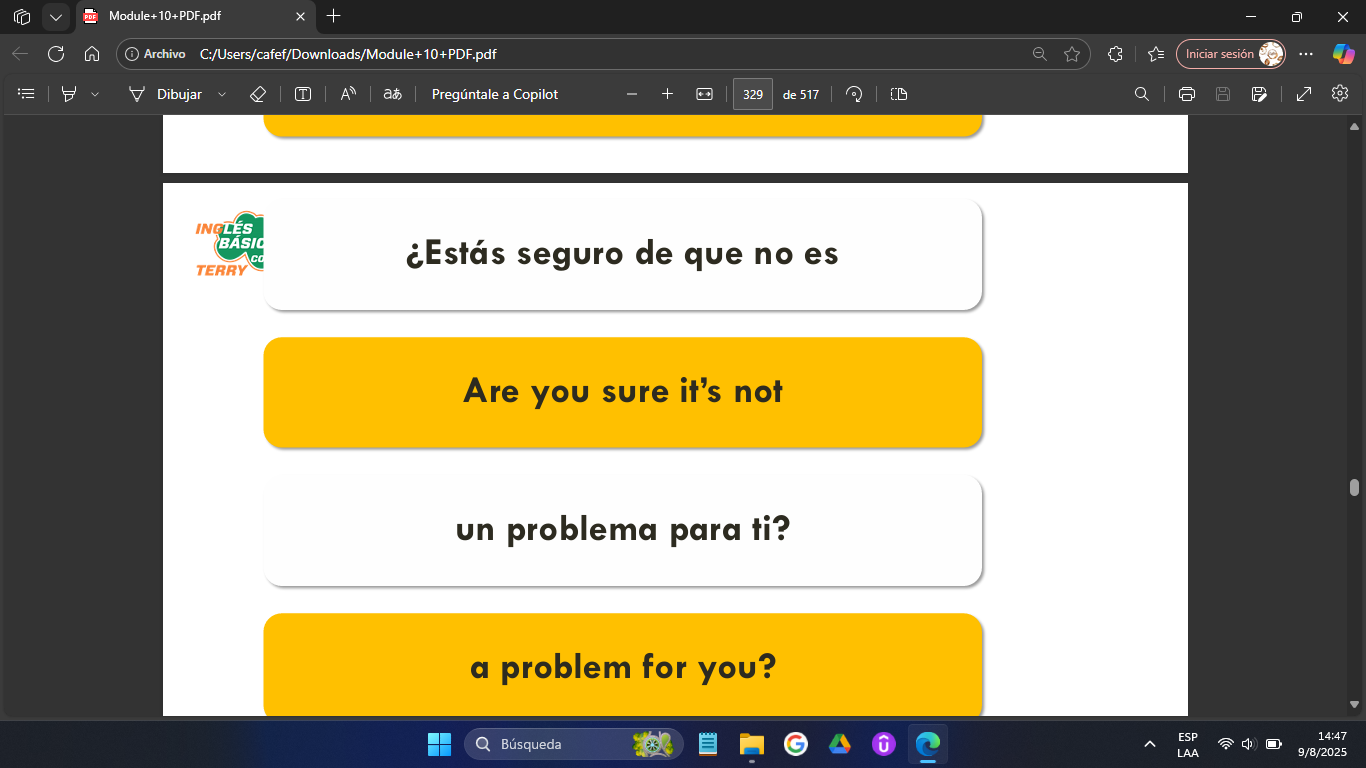 Module+10+PDF.pdf
Archivo C:/Users/cafef/Downloads/Module+10+PDF.pdf Iniciar sesión
Dibujar Pregúntale a Copilot 329 de 517
INGLÉS
BÁSIC
CO
TERRY
¿Estás seguro de que no es
Are you sure it’s not
un problema para ti?
a problem for you?
Búsqueda
ESP
LAA
14:47
9/8/2025